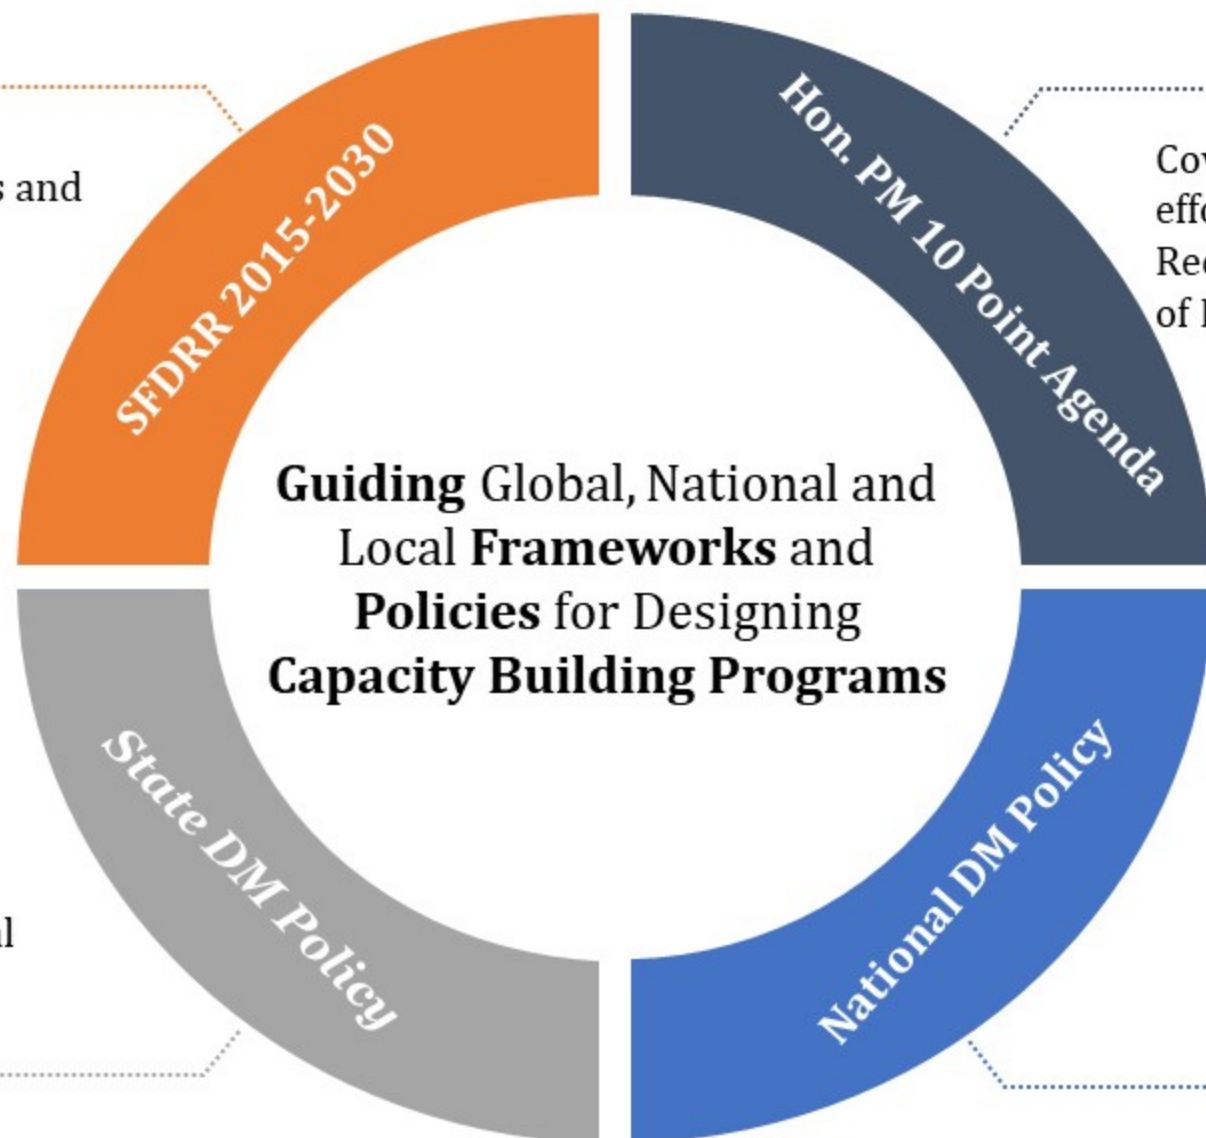 s and
SFDRR 2015-2030
Hon. PM 10 Point Agenda
of
Guiding Global, National and
Local Frameworks and
Policies for Designing
Capacity Building Programs
State DM Policy
National DM Policy